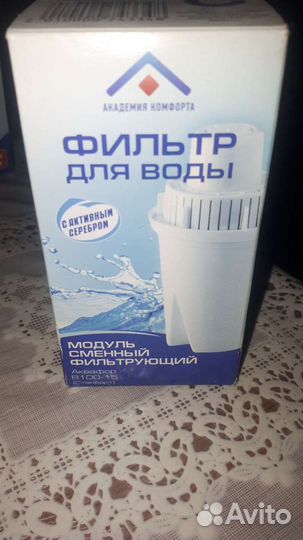 АКАДЕМИЯ КОМФОРТА
ФИЛЬТР
ДЛЯ ВОДЫ
С АКТИВНЫМ
СЕРЕБРОМ
МОДУЛЬ
СМЕННЫЙ
ФИЛЬТРУЮЩИЙ
Аквафор
В100-15
(Стандарт)
Avito